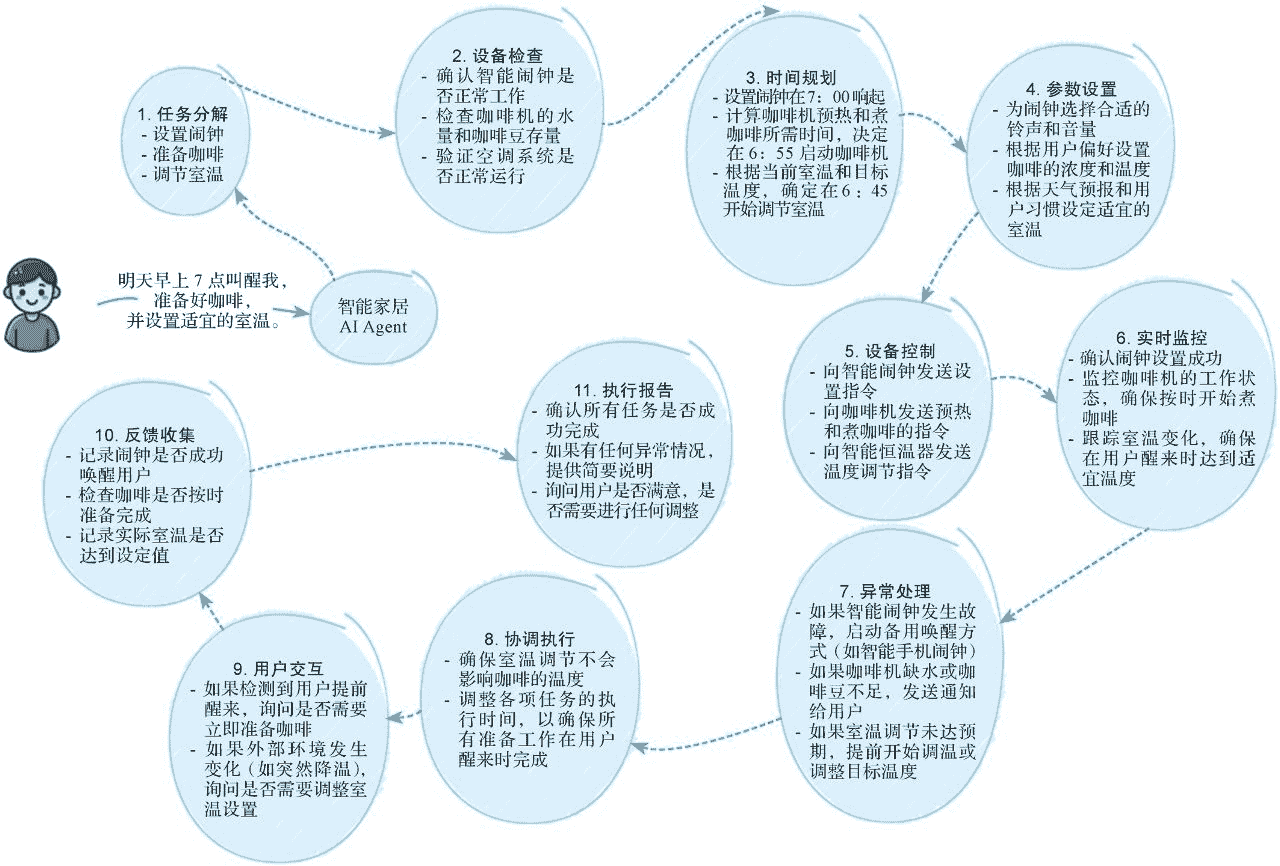 明天早上 7 点叫醒我，
准备好咖啡，
并设置适宜的室温。
智能家居
AI Agent
1. 任务分解
- 设置闹钟
- 准备咖啡
- 调节室温
2. 设备检查
- 确认智能闹钟是
否正常工作
- 检查咖啡机的水
量和咖啡豆存量
- 验证空调系统是
否正常运行
3. 时间规划
- 设置闹钟在7：00响起
- 计算咖啡机预热和煮
咖啡所需时间，决定
在6：55启动咖啡机
- 根据当前室温和目标
温度，确定在6：45
开始调节室温
4. 参数设置
- 为闹钟选择合适的
铃声和音量
- 根据用户偏好设置
咖啡的浓度和温度
- 根据天气预报和用
户习惯设定适宜的
室温
5. 设备控制
- 向智能闹钟发送设
置指令
- 向咖啡机发送预热
和煮咖啡的指令
- 向智能恒温器发送
温度调节指令
6. 实时监控
- 确认闹钟设置成功
- 监控咖啡机的工作状
态，确保按时开始煮
咖啡
- 跟踪室温变化，确保
在用户醒来时达到适
宜温度
7. 异常处理
- 如果智能闹钟发生故
障，启动备用唤醒方
式（如智能手机闹钟）
- 如果咖啡机缺水或咖
啡豆不足，发送通知
给用户
- 如果室温调节未达预
期，提前开始调温或
调整目标温度
8. 协调执行
- 确保室温调节不会
影响咖啡的温度
- 调整各项任务的执
行时间，以确保所
有准备工作在用户
醒来时完成
9. 用户交互
- 如果检测到用户提前
醒来，询问是否需要
立即准备咖啡
- 如果外部环境发生
变化（如突然降温），
询问是否需要调整室
温设置
10. 反馈收集
- 记录闹钟是否成功
唤醒用户
- 检查咖啡是否按时
准备完成
- 记录实际室温是否
达到设定值
11. 执行报告
- 确认所有任务是否成
功完成
- 如果有任何异常情况，
提供简要说明
- 询问用户是否满意，是
否需要进行任何调整